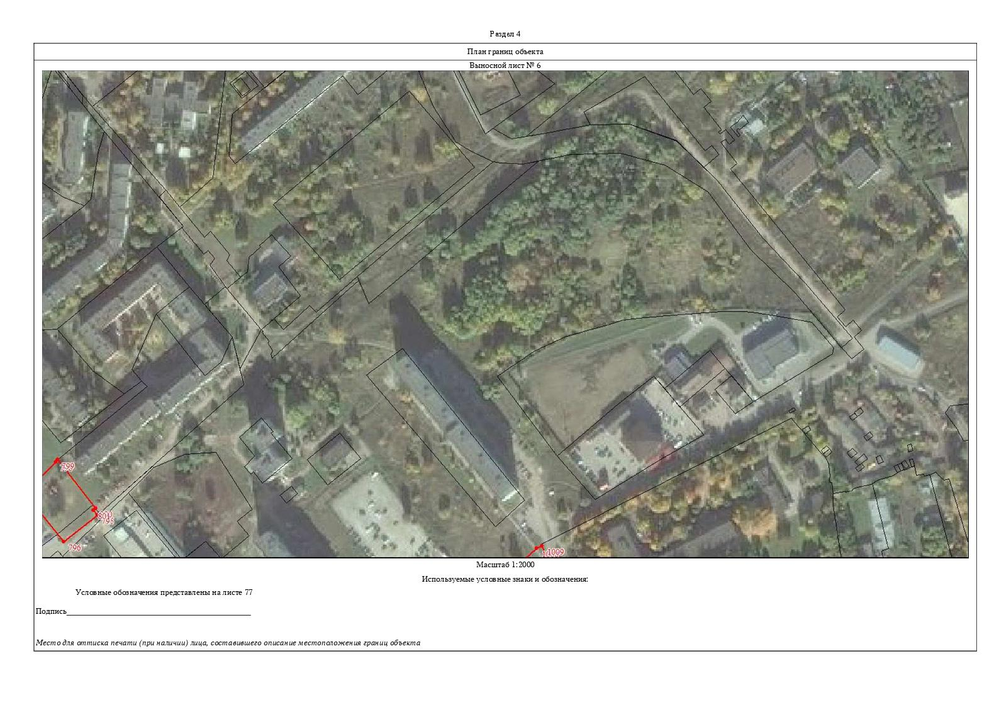 Раздел 4
План границ объекта
Выносной лист № 6
799
801
795
796
1009
Масштаб 1:2000
Используемые условные знаки и обозначения:
Условные обозначения представлены на листе 77
Подпись
Место для оттиска печати (при наличии) лица, составившего описание местоположения границ объекта